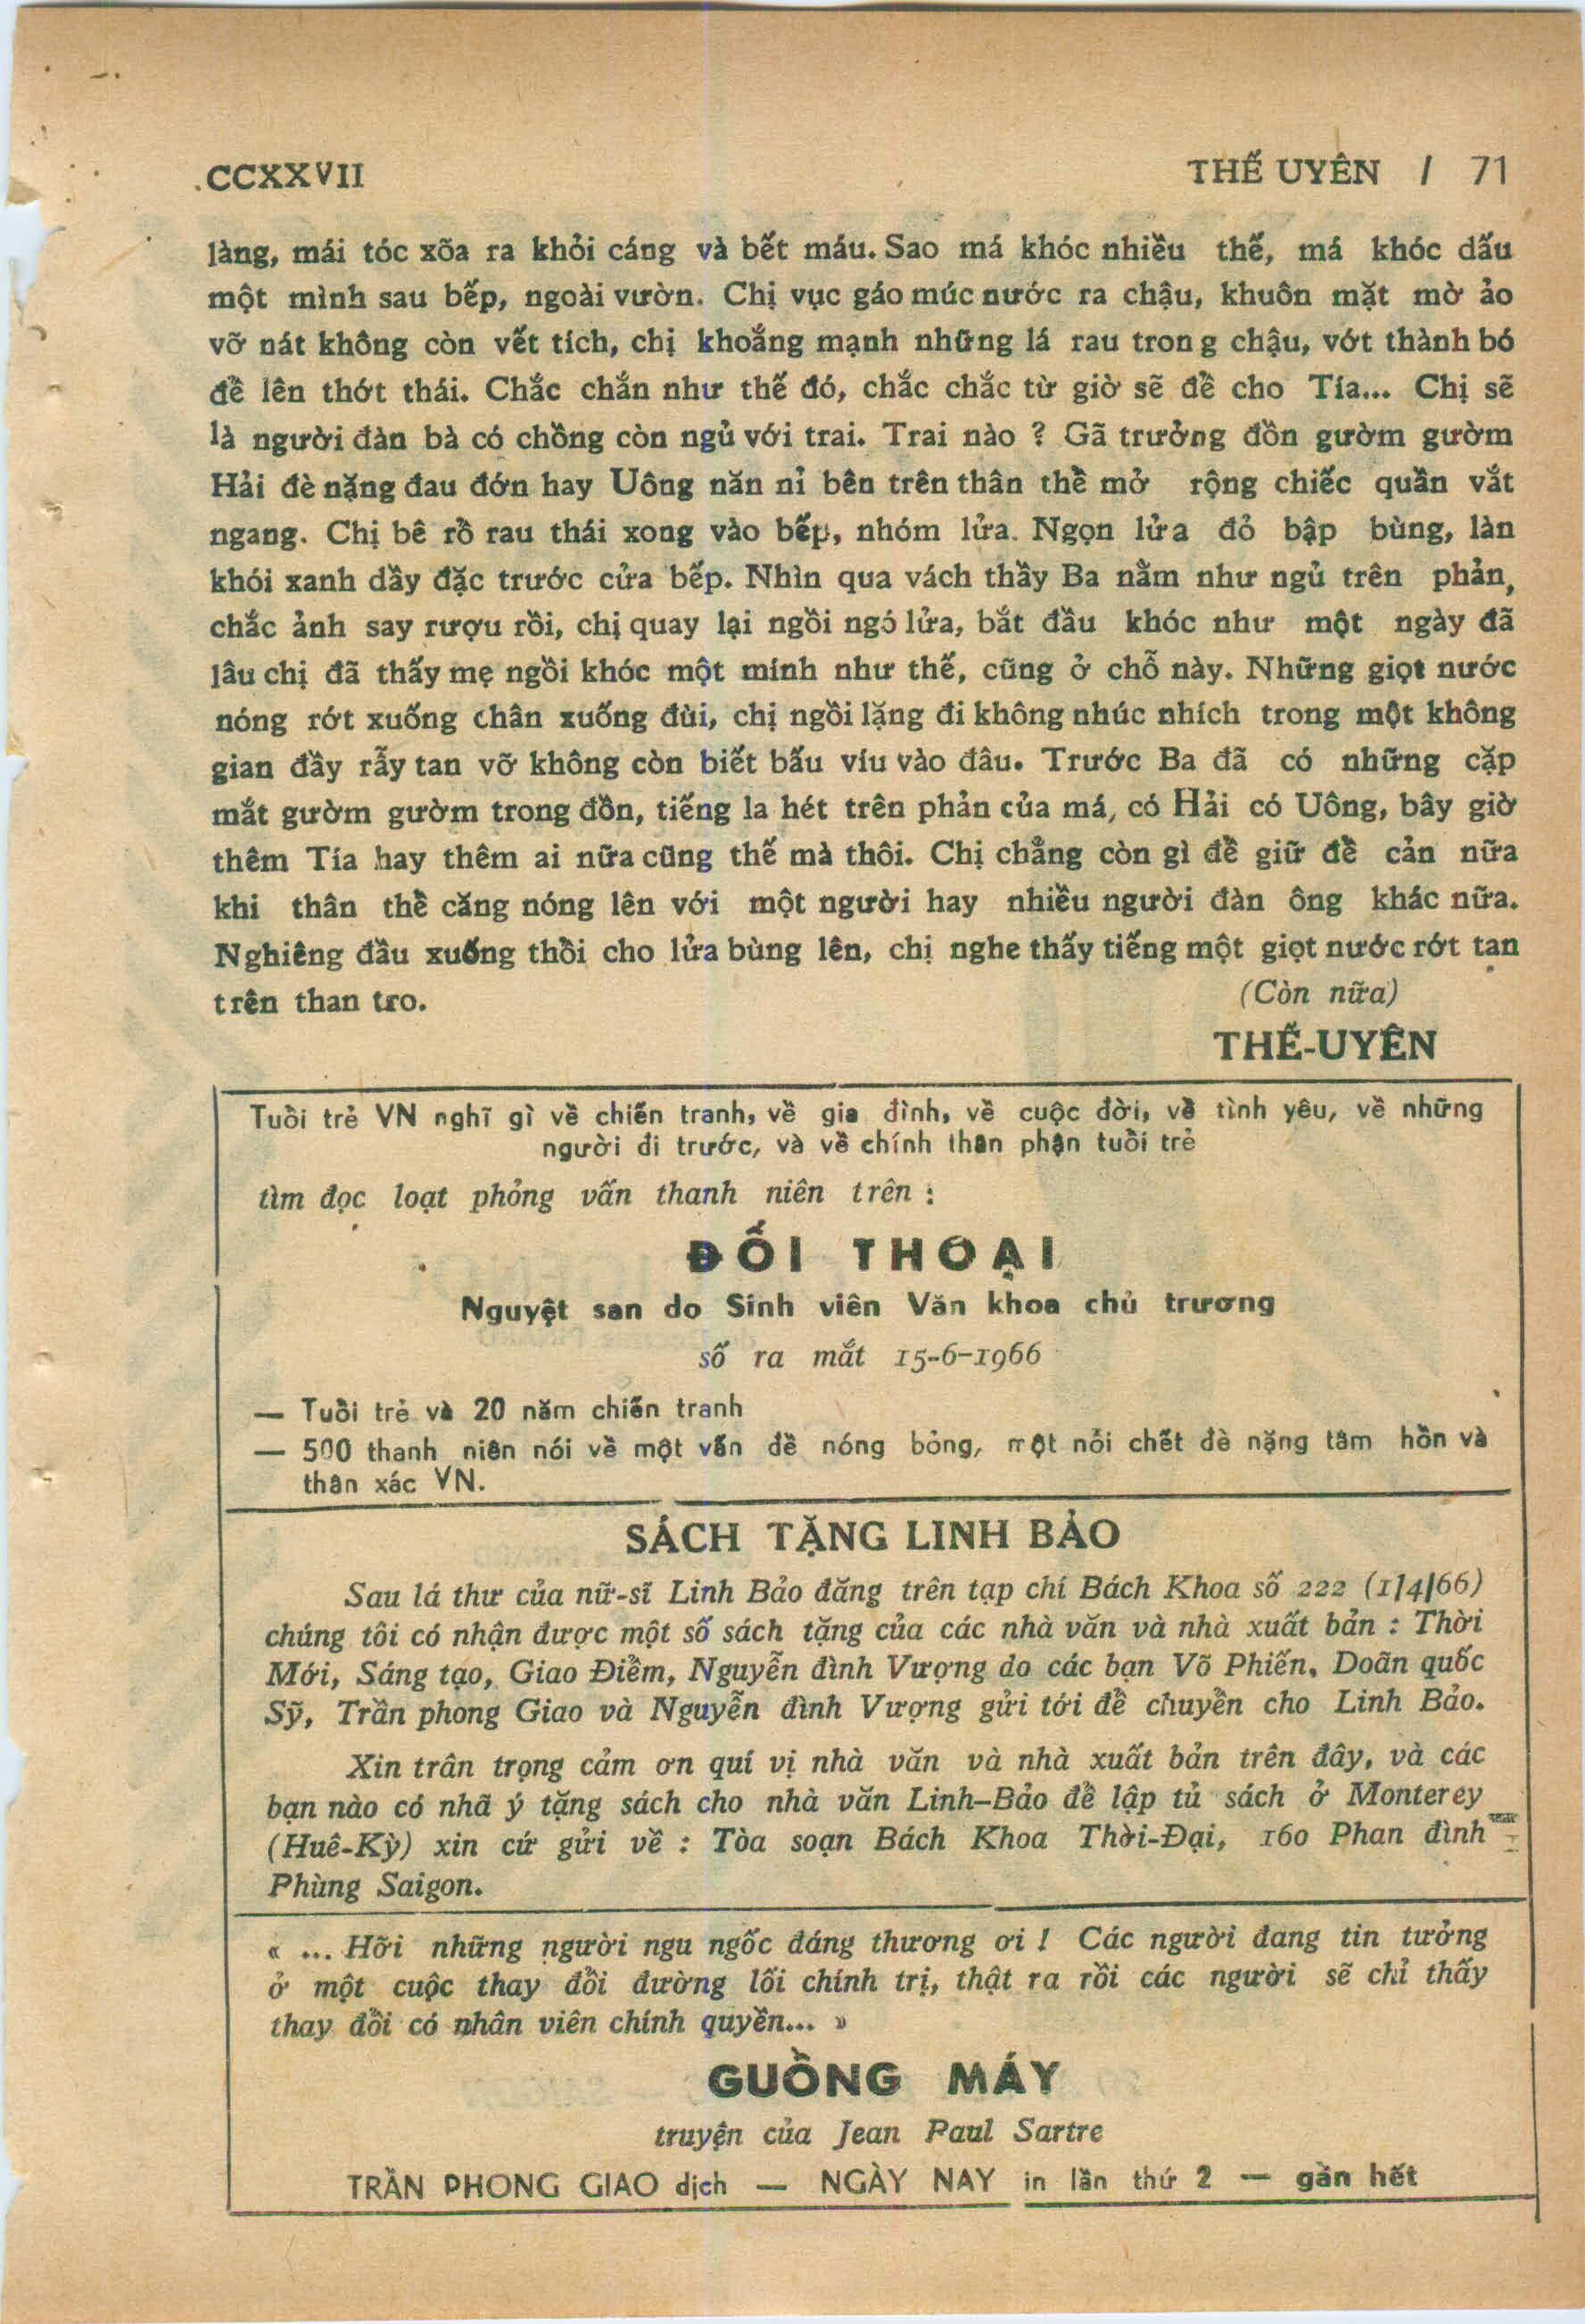 CCXXVII THẾ UYÊN / 71
làng, mái tóc xõa ra khỏi cáng và bết máu. Sao má khóc nhiều thế, má khóc dấu
một mình sau bếp, ngoài vườn. Chị vục gáo múc nước ra chậu, khuôn mặt mờ ảo
vỡ nát không còn vết tích, chị khoắng mạnh những lá rau trong chậu, vớt thành bó
để lên thớt thái. Chắc chắn như thế đó, chắc chắc từ giờ sẽ để cho Tía... Chị sẽ
là người đàn bà có chồng còn ngủ với trai. Trai nào ? Gã trưởng đồn gườm gườm
Hải đè nặng đau đớn hay Uông năn nỉ bên trên thân thể mở rộng chiếc quần vắt
ngang. Chị bê rổ rau thái xong vào bếp, nhóm lửa. Ngọn lửa đỏ bập bùng, làn
khói xanh dầy đặc trước cửa bếp. Nhìn qua vách thầy Ba nằm như ngủ trên phản,
chắc ảnh say rượu rồi, chị quay lại ngồi ngó lửa, bắt đầu khóc như một ngày đã
lâu chị đã thấy mẹ ngồi khóc một mính như thế, cũng ở chỗ này. Những giọt nước
nóng rớt xuống chân xuống đùi, chị ngồi lặng đi không nhúc nhích trong một không
gian đầy rẫy tan vỡ không còn biết bấu víu vào đâu. Trước Ba đã có những cặp
mắt gườm gườm trong đồn, tiếng la hét trên phản của má, có Hải có Uông, bây giờ
thêm Tía hay thêm ai nữa cũng thế mà thôi. Chị chẳng còn gì để giữ để cản nữa
khi thân thể căng nóng lên với một người hay nhiều người đàn ông khác nữa.
Nghiêng đầu xuống thổi cho lửa bùng lên, chị nghe thấy tiếng một giọt nước rớt tan
trên than tro. (Còn nữa)
THẾ-UYÊN
Tuổi trẻ VN nghĩ gì về chiến tranh, về gia đình, về cuộc đời, về tình yêu, về những
người đi trước, và về chính thân phận tuổi trẻ
tìm đọc loạt phỏng vấn thanh niên trên :
ĐỐI THOẠI
Nguyệt san do Sinh viên Văn khoa chủ trương
số ra mắt 15-6-1966
— Tuổi trẻ và 20 năm chiến tranh
— 500 thanh niên nói về một vấn đề nóng bỏng, một nỗi chết đè nặng tâm hồn và
thân xác VN.
SÁCH TẶNG LINH BẢO
Sau lá thư của nữ-sĩ Linh Bảo đăng trên tạp chí Bách Khoa số 222 (1/4/66)
chúng tôi có nhận được một số sách tặng của các nhà văn và nhà xuất bản : Thời
Mới, Sáng tạo, Giao Điểm, Nguyễn đình Vượng do các bạn Võ Phiến, Doãn quốc
Sỹ, Trần phong Giao và Nguyễn đình Vượng gửi tới để chuyển cho Linh Bảo.
Xin trân trọng cảm ơn quí vị nhà văn và nhà xuất bản trên đây, và các
bạn nào có nhã ý tặng sách cho nhà văn Linh-Bảo để lập tủ sách ở Monterey
(Huê-Kỳ) xin cứ gửi về : Tòa soạn Bách Khoa Thời-Đại, 160 Phan đình
Phùng Saigon.
« ... Hỡi những người ngu ngốc đáng thương ơi ! Các người đang tin tưởng
ở một cuộc thay đổi đường lối chính trị, thật ra rồi các người sẽ chỉ thấy
thay đổi có nhân viên chính quyền... »
GUỒNG MÁY
truyện của Jean Paul Sartre
TRẦN PHONG GIAO dịch — NGÀY NAY in lần thứ 2 — gần hết